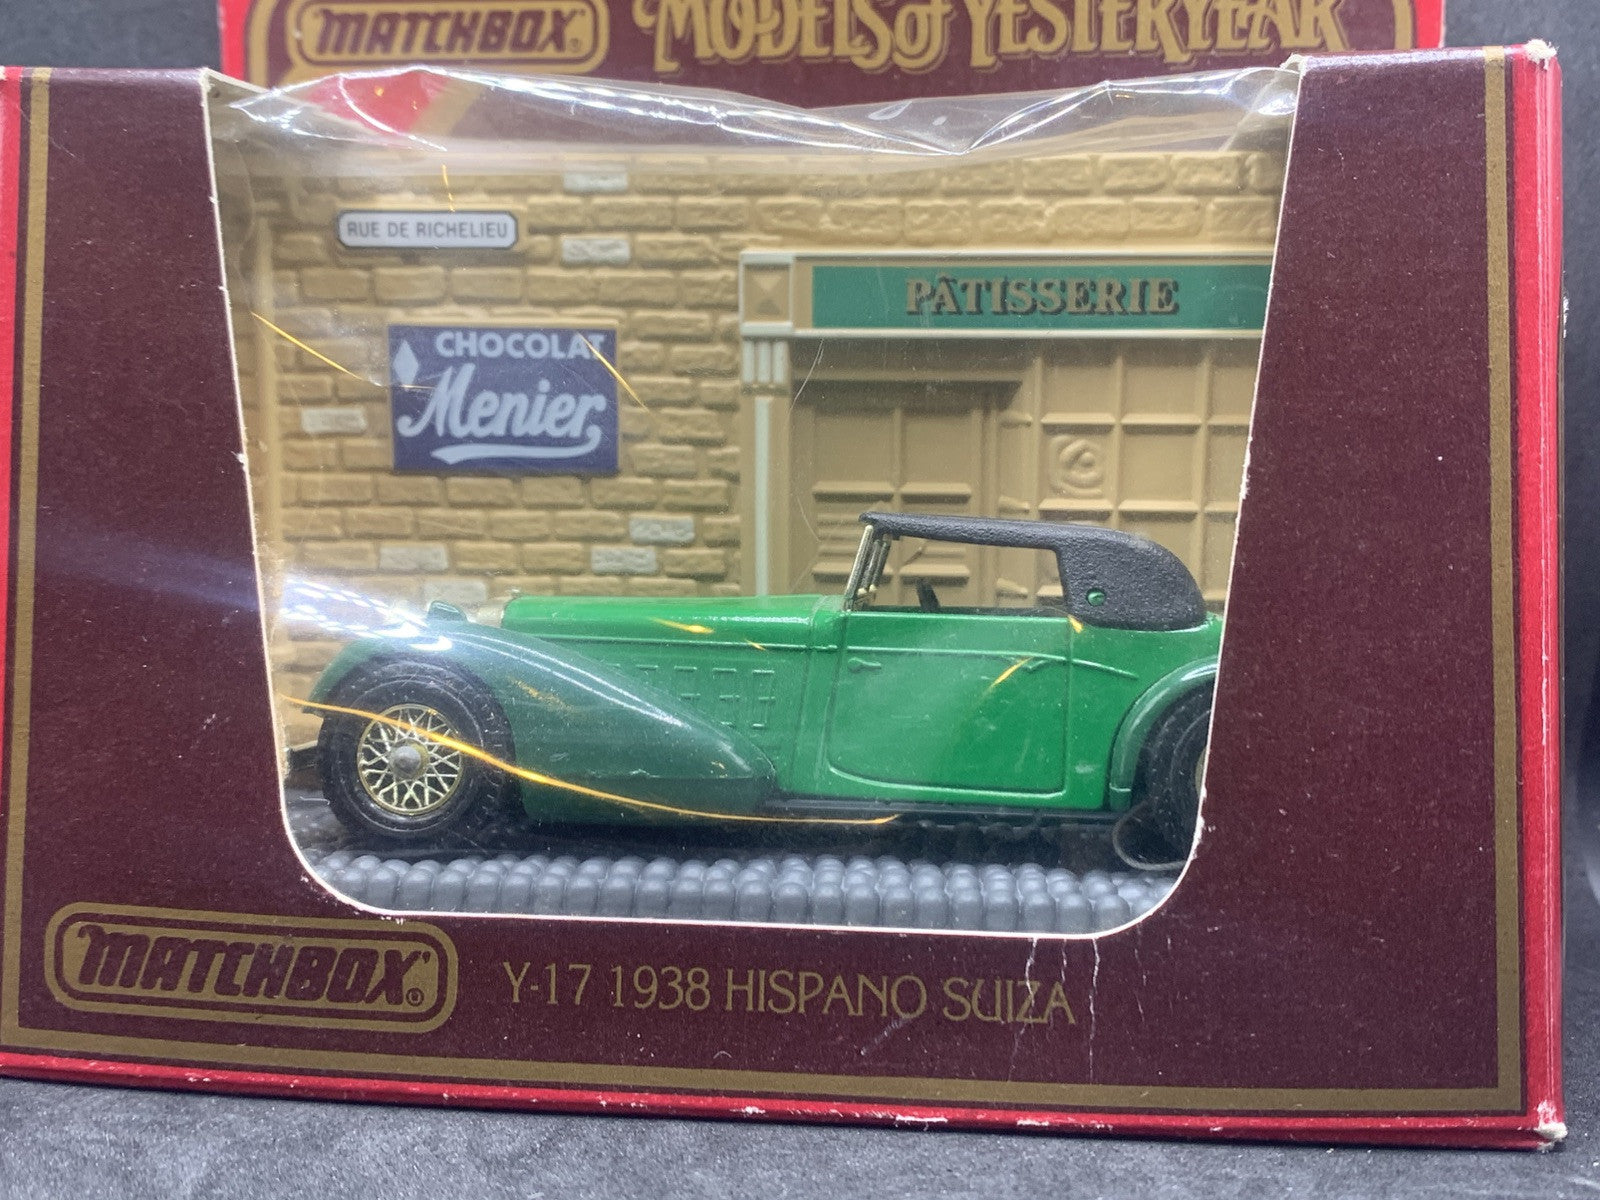 MATCHBOX®
MODELS of YESTERYEAR
RUE DE RICHELIEU
PÂTISSERIE
CHOCOLAT
Menier
MATCHBOX®
Y-17 1938 HISPANO SUIZA